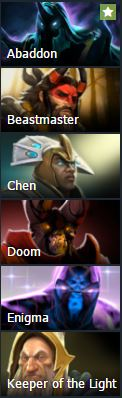 Abaddon
Beastmaster
Chen
Doom
Enigma
Keeper of the Light